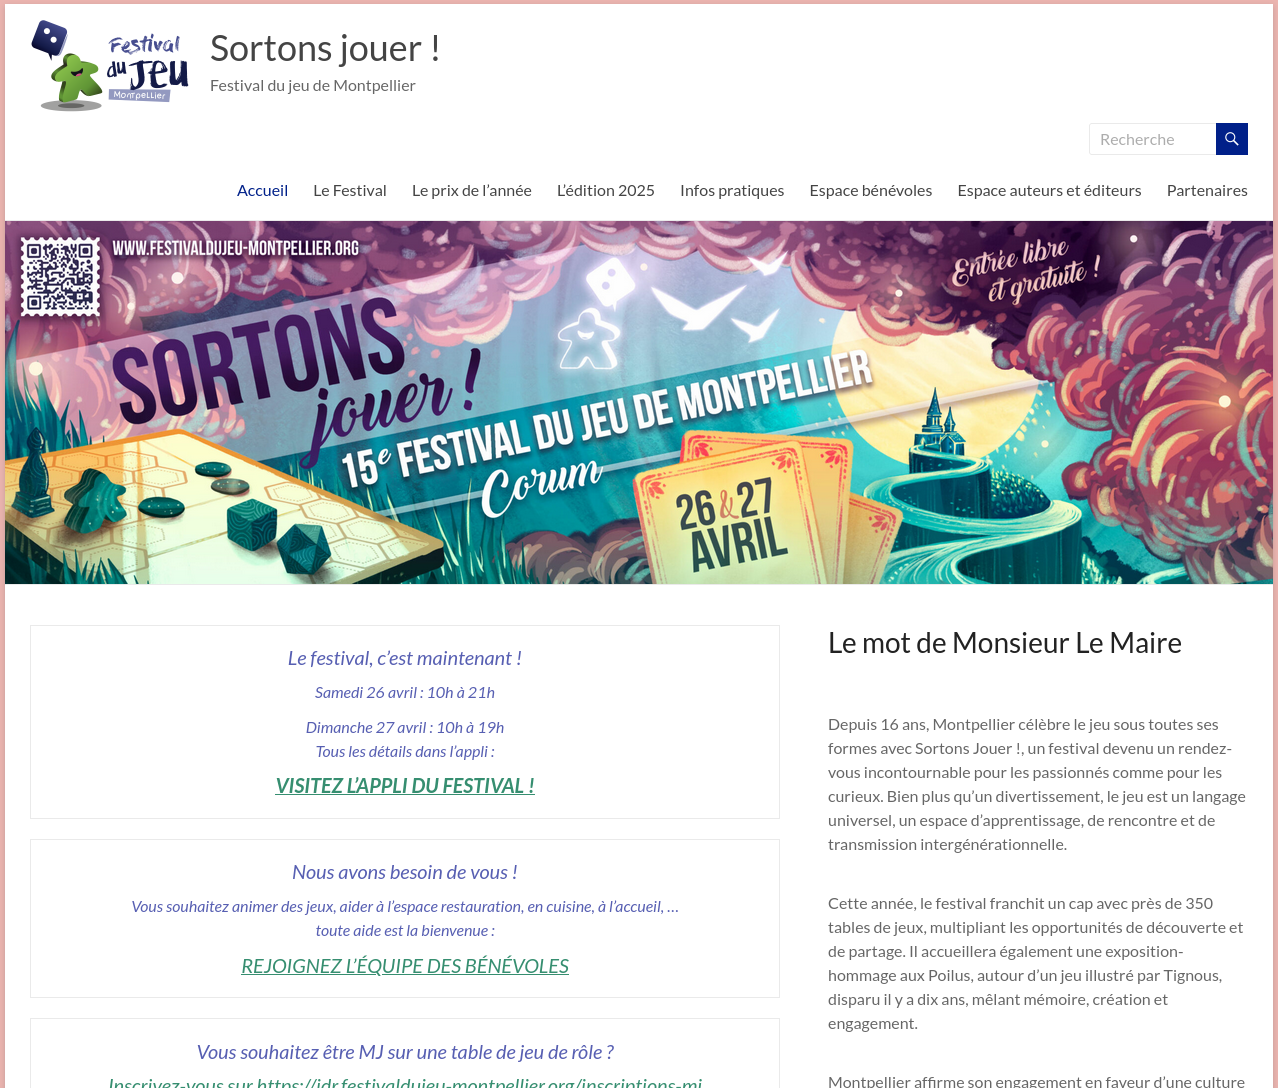 Festival
du Jeu
Montpellier
Sortons jouer !
Festival du jeu de Montpellier
Recherche
Accueil Le Festival Le prix de l’année L’édition 2025 Infos pratiques Espace bénévoles Espace auteurs et éditeurs Partenaires
WWW.FESTIVALDUJEU-MONTPELLIER.ORG
Entrée libre
et gratuite !
SORTONS
jouer !
15e FESTIVAL DU JEU DE MONTPELLIER
Corum
26 & 27
AVRIL
Le festival, c’est maintenant !
Samedi 26 avril : 10h à 21h
Dimanche 27 avril : 10h à 19h
Tous les détails dans l’appli :
VISITEZ L’APPLI DU FESTIVAL !
Nous avons besoin de vous !
Vous souhaitez animer des jeux, aider à l’espace restauration, en cuisine, à l’accueil, …
toute aide est la bienvenue :
REJOIGNEZ L’ÉQUIPE DES BÉNÉVOLES
Vous souhaitez être MJ sur une table de jeu de rôle ?
Inscrivez-vous sur https://jdr.festivaldujeu-montpellier.org/inscriptions-mj
Le mot de Monsieur Le Maire
Depuis 16 ans, Montpellier célèbre le jeu sous toutes ses
formes avec Sortons Jouer !, un festival devenu un rendez-
vous incontournable pour les passionnés comme pour les
curieux. Bien plus qu’un divertissement, le jeu est un langage
universel, un espace d’apprentissage, de rencontre et de
transmission intergénérationnelle.
Cette année, le festival franchit un cap avec près de 350
tables de jeux, multipliant les opportunités de découverte et
de partage. Il accueillera également une exposition-
hommage aux Poilus, autour d’un jeu illustré par Tignous,
disparu il y a dix ans, mêlant mémoire, création et
engagement.
Montpellier affirme son engagement en faveur d’une culture